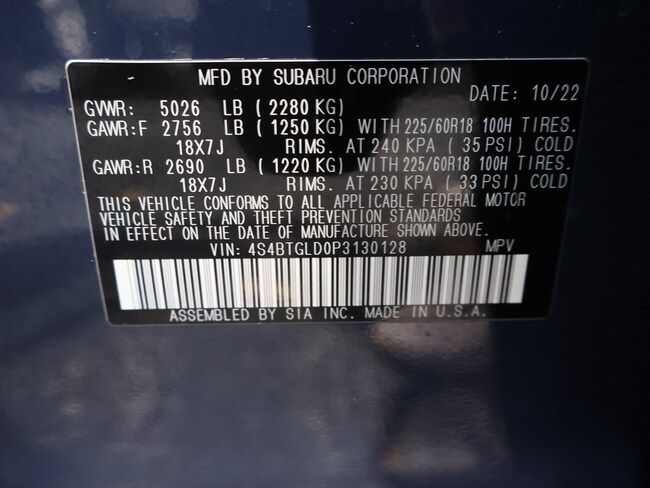 MFD BY SUBARU CORPORATION
DATE: 10/22
GVWR: 5026 LB (2280 KG)
GAWR:F 2756 LB (1250 KG) WITH 225/60R18 100H TIRES.
18X7J RIMS. AT 240 KPA (35 PSI) COLD
GAWR:R 2690 LB (1220 KG) WITH 225/60R18 100H TIRES.
18X7J RIMS. AT 230 KPA (33 PSI) COLD
THIS VEHICLE CONFORMS TO ALL APPLICABLE FEDERAL MOTOR
VEHICLE SAFETY AND THEFT PREVENTION STANDARDS
IN EFFECT ON THE DATE OF MANUFACTURE SHOWN ABOVE.
VIN: 4S4BTGLD0P3130128 MPV
ASSEMBLED BY SIA INC. MADE IN U.S.A.